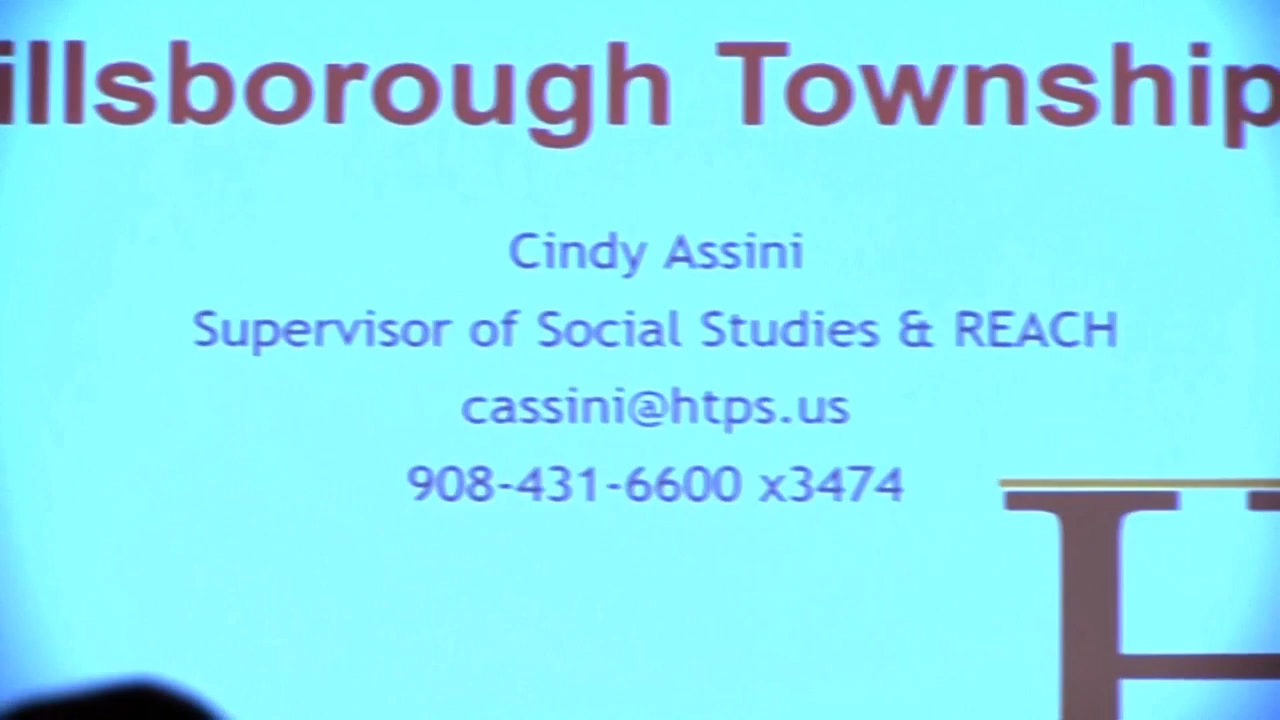 illsborough Township
Cindy Assini
Supervisor of Social Studies & REACH
cassini@htps.us
908-431-6600 x3474
H